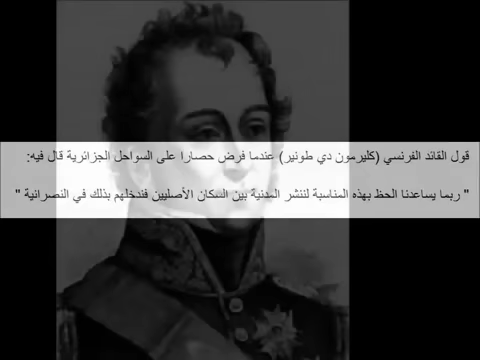 قول القائد الفرنسي (كليرمون دي طونير) عندما فرض حصارا على السواحل الجزائرية قال فيه:
" ربما يساعدنا الحظ بهذه المناسبة لننشر المدنية بين السكان الأصليين فندخلهم بذلك في النصرانية "